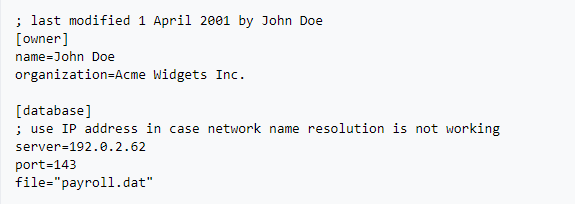 ; last modified 1 April 2001 by John Doe
[owner]
name=John Doe
organization=Acme Widgets Inc.

[database]
; use IP address in case network name resolution is not working
server=192.0.2.62
port=143
file="payroll.dat"